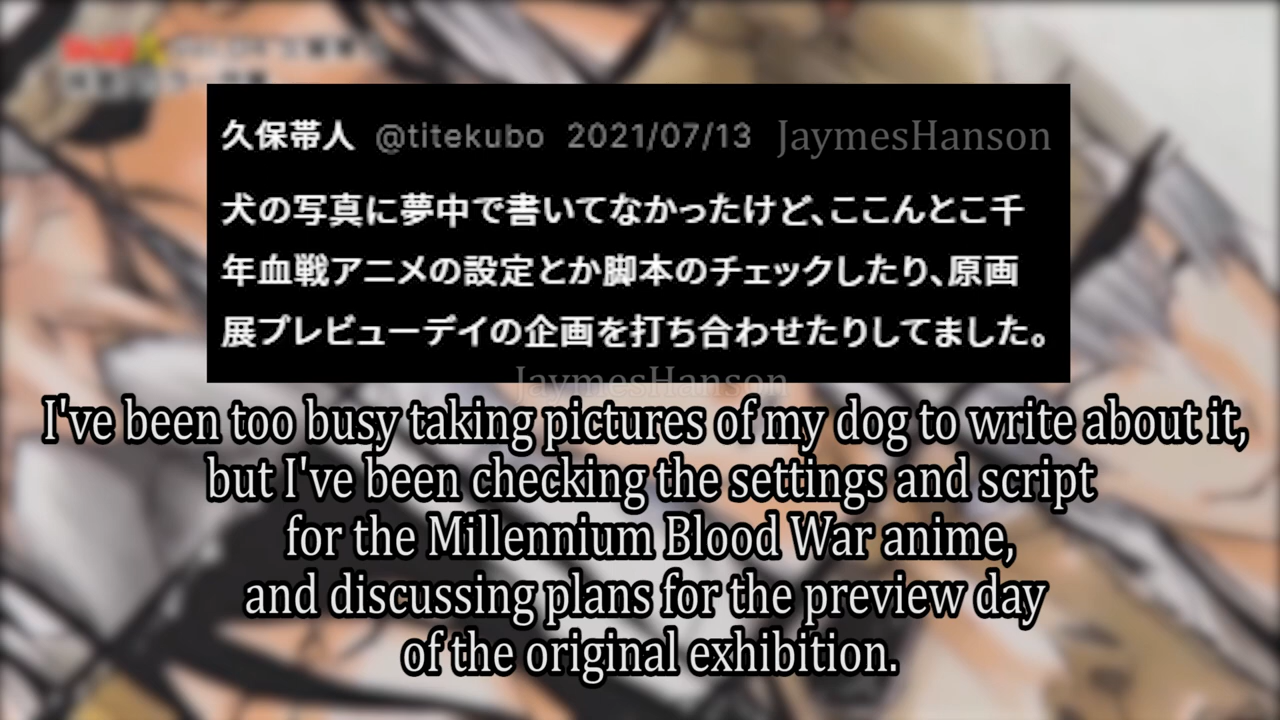 久保帯人 @titekubo 2021/07/13 JaymesHanson
犬の写真に夢中で書いてなかったけど、ここんとこ千
年血戦アニメの設定とか脚本のチェックしたり、原画
展プレビューデイの企画を打ち合わせたりしてました。
JaymesHanson
I've been too busy taking pictures of my dog to write about it,
but I've been checking the settings and script
for the Millennium Blood War anime,
and discussing plans for the preview day
of the original exhibition.